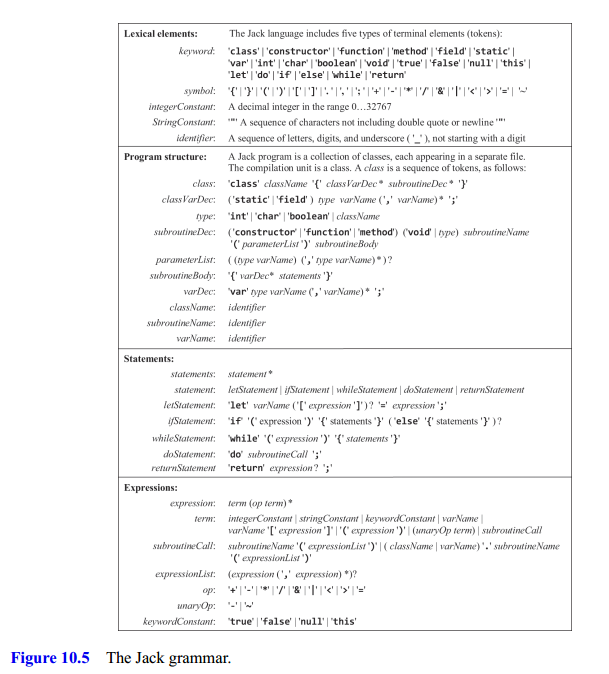 Lexical elements: The Jack language includes five types of terminal elements (tokens):
keyword: 'class' | 'constructor' | 'function' | 'method' | 'field' | 'static' |
'var' | 'int' | 'char' | 'boolean' | 'void' | 'true' | 'false' | 'null' | 'this' |
'let' | 'do' | 'if' | 'else' | 'while' | 'return'
symbol: '{' | '}' | '(' | ')' | '[' | ']' | '.' | ',' | ';' | '+' | '-' | '*' | '/' | '&' | '|' | '<' | '>' | '=' | '~'
integerConstant: A decimal integer in the range 0...32767
StringConstant: '"' A sequence of characters not including double quote or newline '"'
identifier: A sequence of letters, digits, and underscore ( '_' ), not starting with a digit
Program structure: A Jack program is a collection of classes, each appearing in a separate file.
The compilation unit is a class. A class is a sequence of tokens, as follows:
class: 'class' className '{' classVarDec* subroutineDec* '}'
classVarDec: ('static' | 'field' ) type varName (',' varName)* ';'
type: 'int' | 'char' | 'boolean' | className
subroutineDec: ('constructor' | 'function' | 'method') ('void' | type) subroutineName
'(' parameterList ')' subroutineBody
parameterList: ( (type varName) (',' type varName)*)?
subroutineBody: '{' varDec* statements '}'
varDec: 'var' type varName (',' varName)* ';'
className: identifier
subroutineName: identifier
varName: identifier
Statements:
statements: statement*
statement: letStatement | ifStatement | whileStatement | doStatement | returnStatement
letStatement: 'let' varName ('[' expression ']')? '=' expression ';'
ifStatement: 'if' '(' expression ')' '{' statements '}' ( 'else' '{' statements '}' )?
whileStatement: 'while' '(' expression ')' '{' statements '}'
doStatement: 'do' subroutineCall ';'
returnStatement 'return' expression? ';'
Expressions:
expression: term (op term)*
term: integerConstant | stringConstant | keywordConstant | varName |
varName '[' expression ']' | '(' expression ')' | (unaryOp term) | subroutineCall
subroutineCall: subroutineName '(' expressionList ')' | ( className | varName) '.' subroutineName
'(' expressionList ')'
expressionList: (expression (',' expression)*)?
op: '+' | '-' | '*' | '/' | '&' | '|' | '<' | '>' | '='
unaryOp: '-' | '~'
keywordConstant: 'true' | 'false' | 'null' | 'this'
Figure 10.5 The Jack grammar.